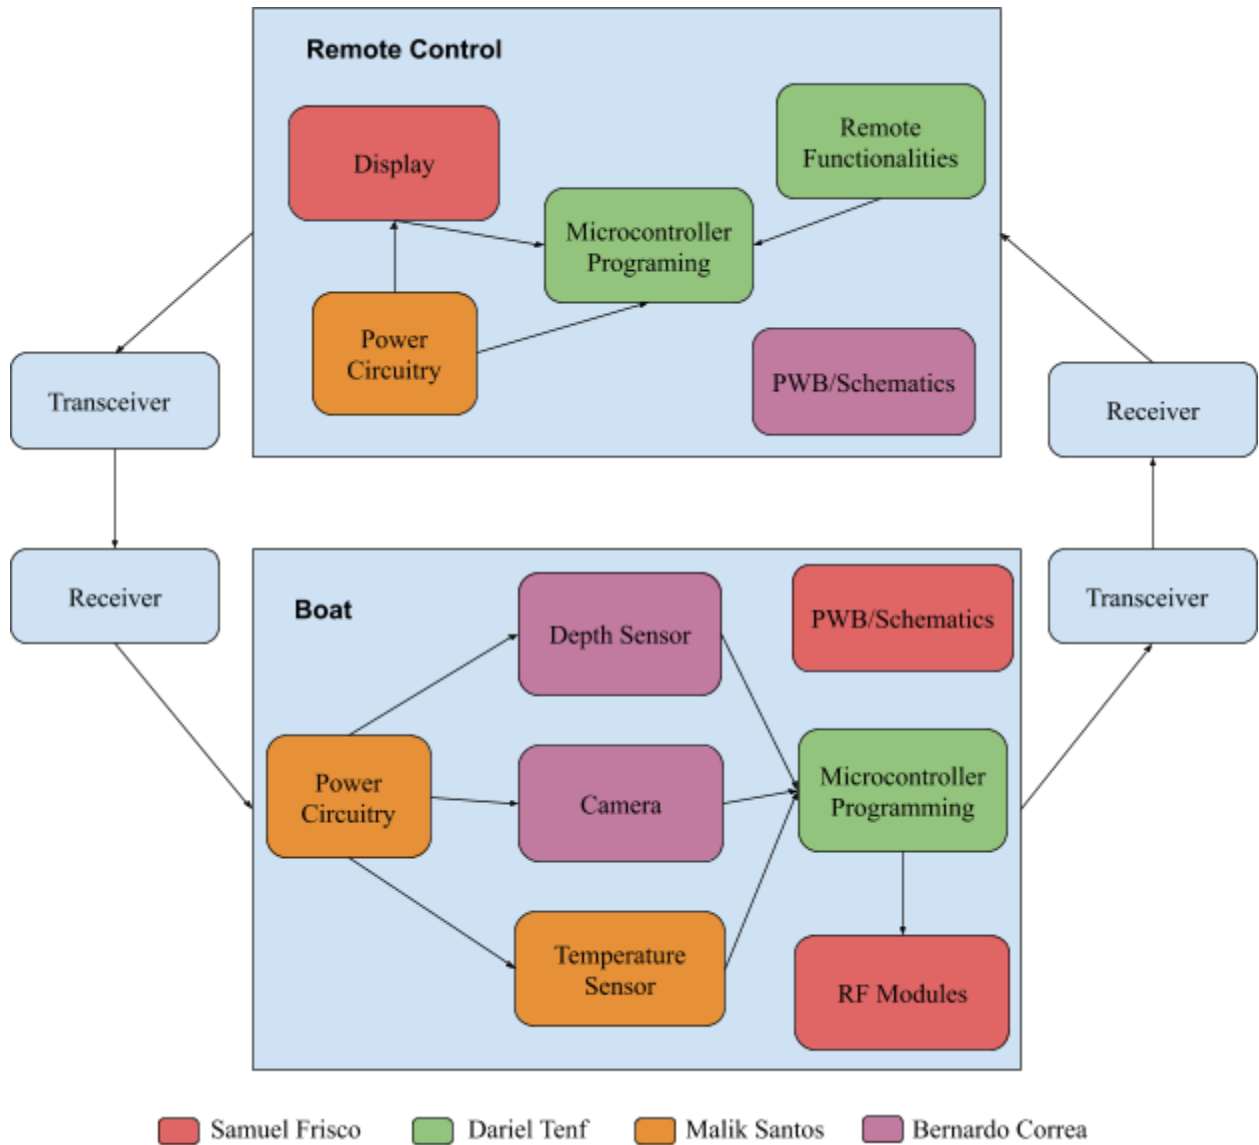 Remote Control
Display
Remote
Functionalities
Microcontroller
Programing
Power
Circuitry
PWB/Schematics
Transceiver
Receiver
Receiver
Transceiver
Boat
Depth Sensor
PWB/Schematics
Power
Circuitry
Camera
Microcontroller
Programming
Temperature
Sensor
RF Modules
Samuel Frisco
Dariel Tenf
Malik Santos
Bernardo Correa